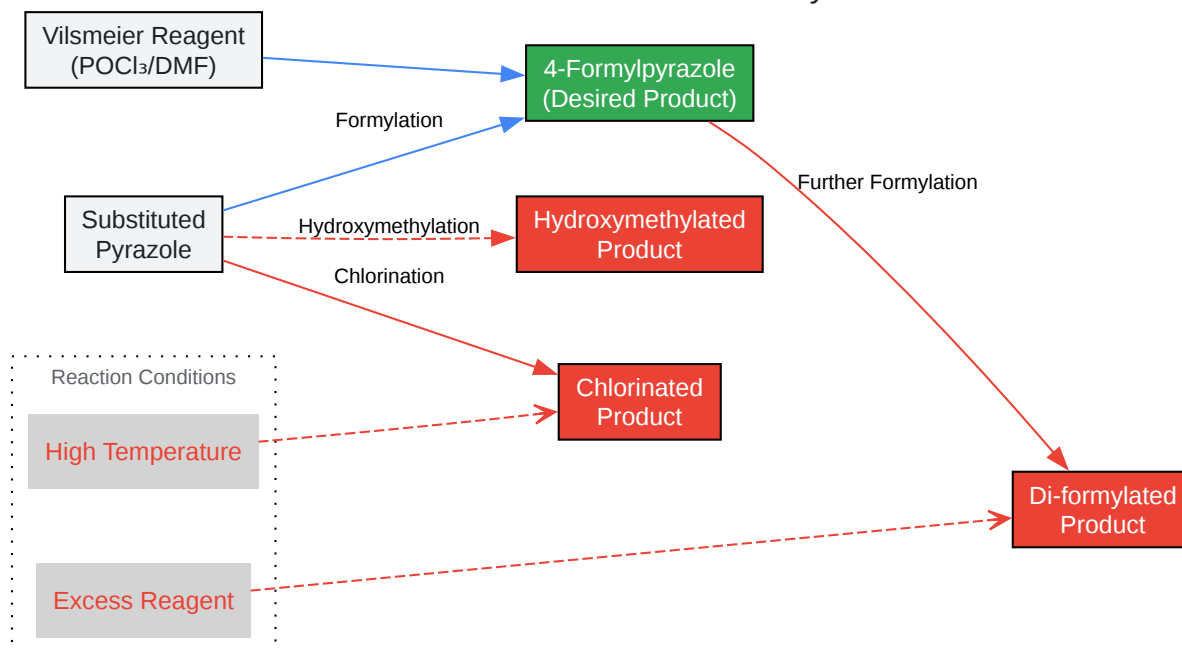 Vilsmeier Reagent
(POCl₃/DMF)
4-Formylpyrazole
(Desired Product)
Formylation
Further Formylation
Substituted
Pyrazole
Hydroxymethylation
Hydroxymethylated
Product
Chlorination
Reaction Conditions
Chlorinated
Product
High Temperature
Di-formylated
Product
Excess Reagent